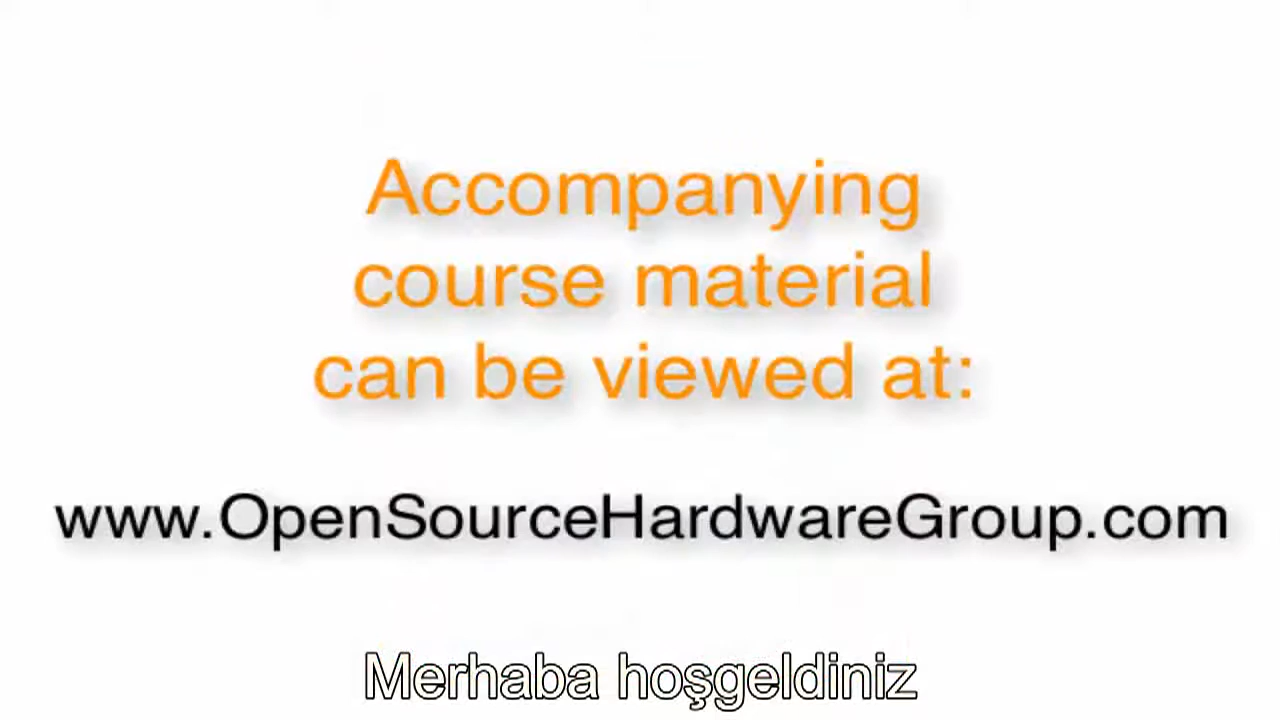 Accompanying
course material
can be viewed at:
www.OpenSourceHardwareGroup.com
Merhaba hoşgeldiniz